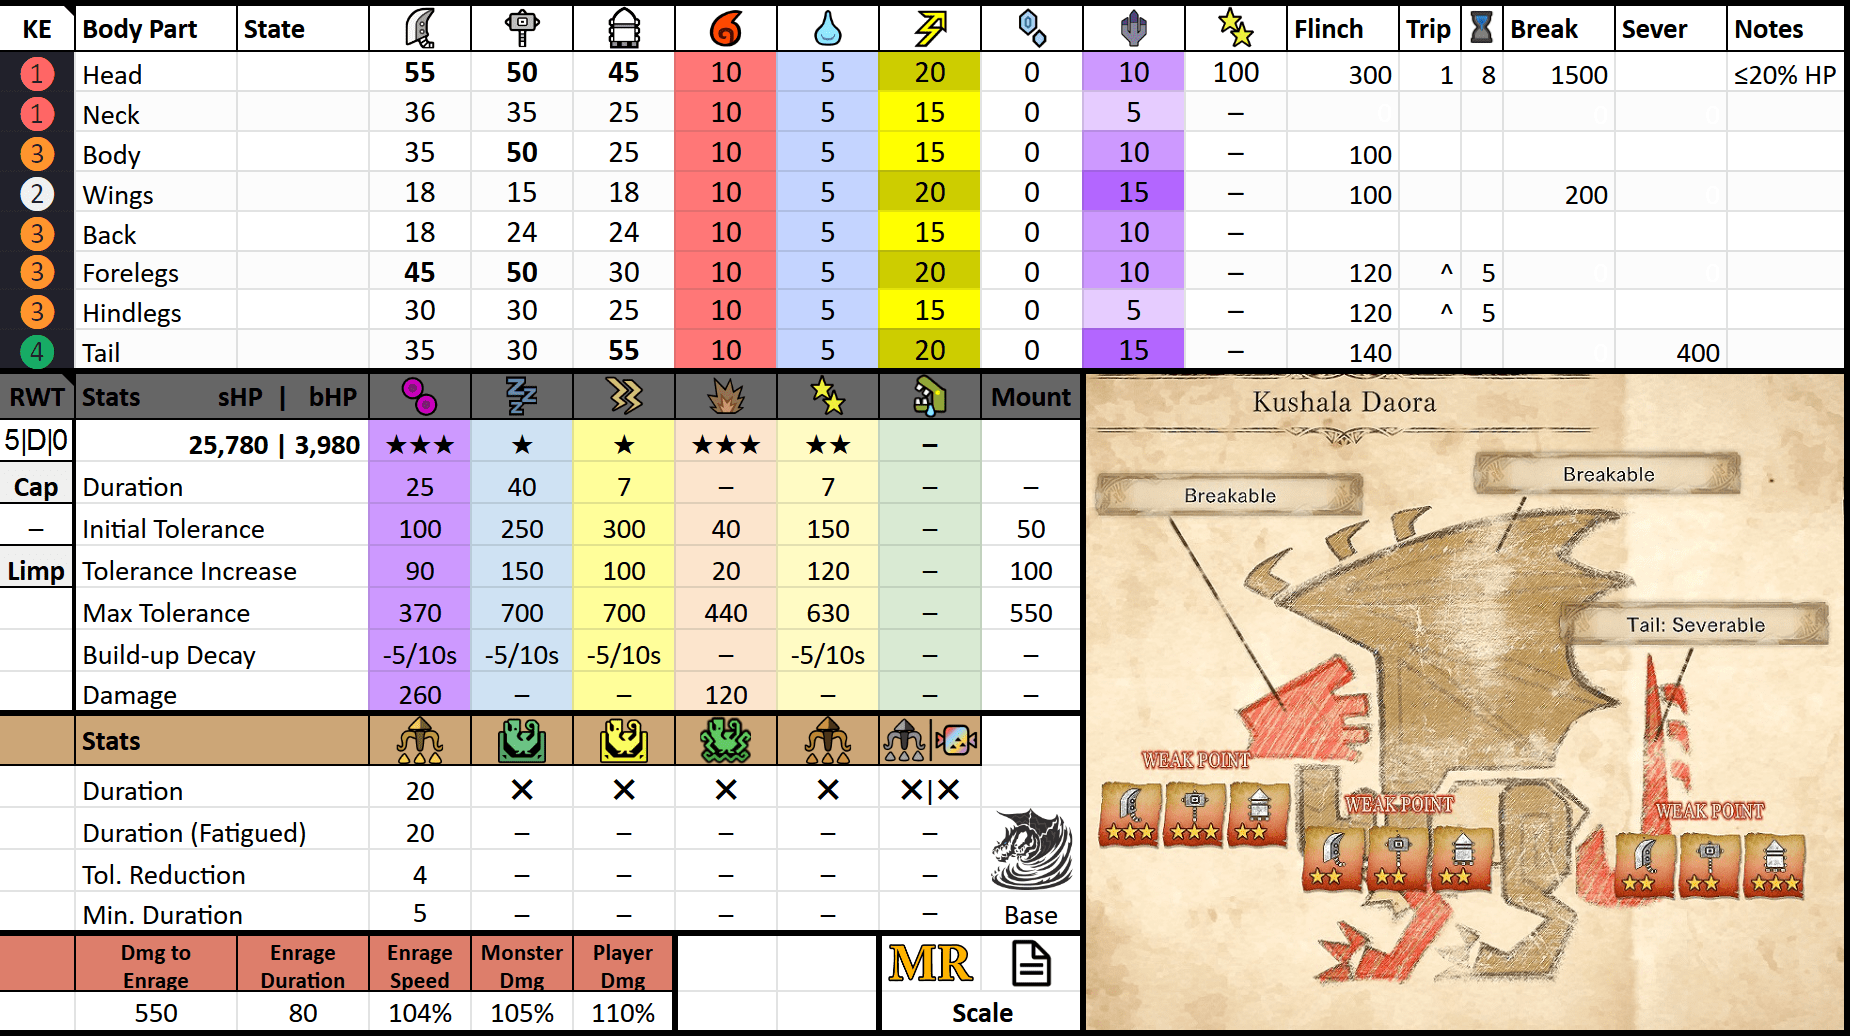 KE Body Part State Flinch Trip Break Sever Notes
1 Head 55 50 45 10 5 20 0 10 100 300 1 8 1500 ≤20% HP
1 Neck 36 35 25 10 5 15 0 5 –
3 Body 35 50 25 10 5 15 0 10 – 100
2 Wings 18 15 18 10 5 20 0 15 – 100 200
3 Back 18 24 24 10 5 15 0 10 –
3 Forelegs 45 50 30 10 5 20 0 10 – 120 ^ 5
3 Hindlegs 30 30 25 10 5 15 0 5 – 120 ^ 5
4 Tail 35 30 55 10 5 20 0 15 – 140 400
RWT Stats sHP | bHP Mount
5|D|0 25,780 | 3,980 ★★★ ★ ★ ★★★ ★★ –
Cap Duration 25 40 7 – 7 – –
– Initial Tolerance 100 250 300 40 150 – 50
Limp Tolerance Increase 90 150 100 20 120 – 100
Max Tolerance 370 700 700 440 630 – 550
Build-up Decay -5/10s -5/10s -5/10s – -5/10s – –
Damage 260 – – 120 – – –
Stats
Duration 20 ✕ ✕ ✕ ✕ ✕|✕
Duration (Fatigued) 20 – – – – –
Tol. Reduction 4 – – – – –
Min. Duration 5 – – – – – Base
Dmg to Enrage Enrage Duration Enrage Speed Monster Dmg Player Dmg MR
550 80 104% 105% 110% Scale
Kushala Daora
Breakable
Breakable
Tail: Severable
WEAK POINT
WEAK POINT
WEAK POINT